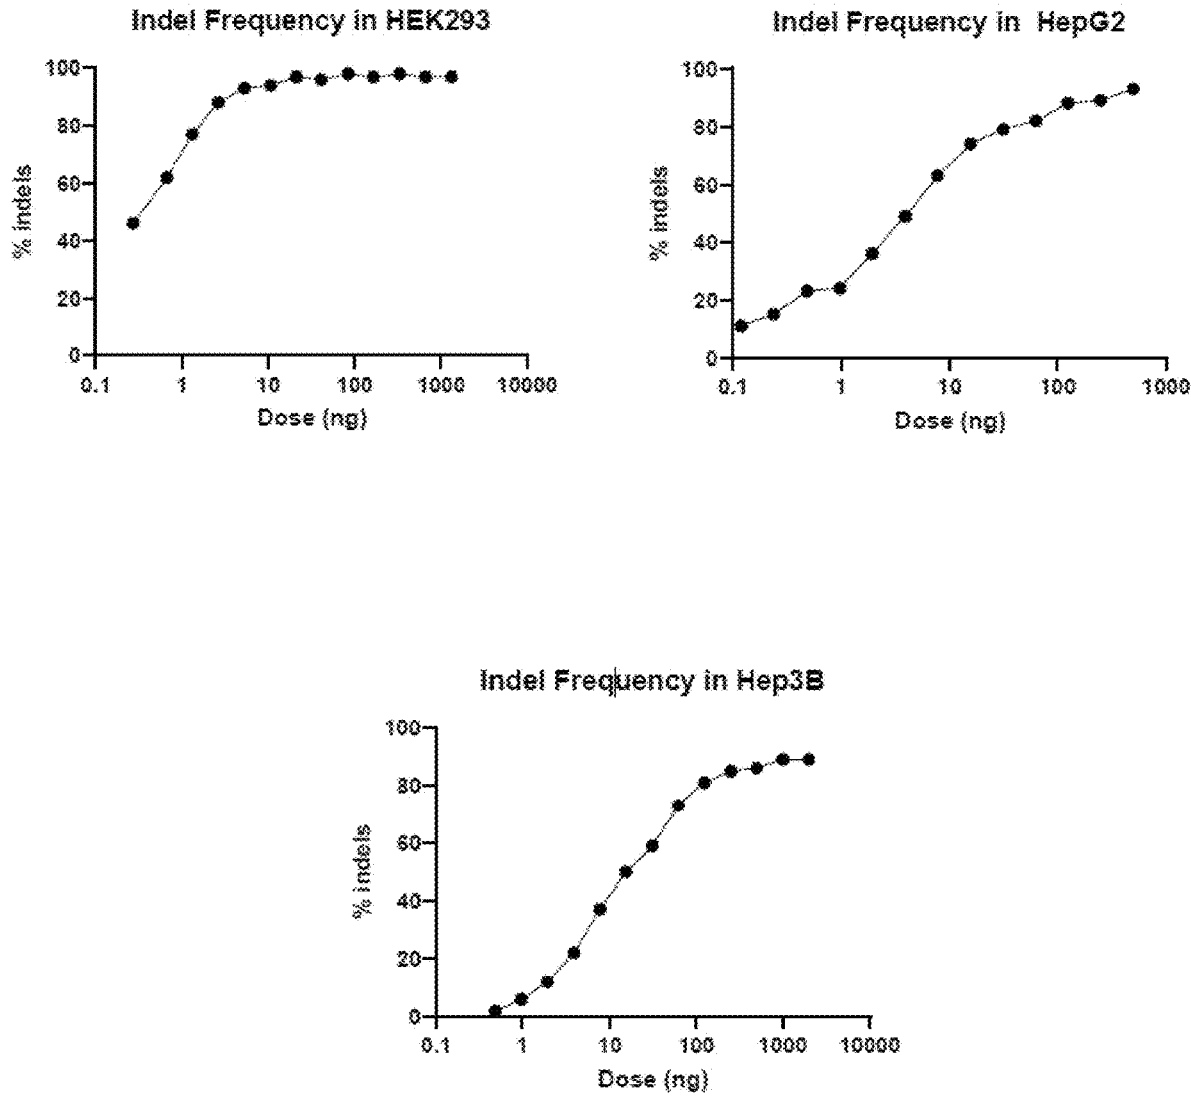 Indel Frequency in HEK293
100
80
60
40
20
0
% indels
0.1 1 10 100 1000 10000
Dose (ng)
Indel Frequency in HepG2
100
80
60
40
20
0
% indels
0.1 1 10 100 1000
Dose (ng)
Indel Frequency in Hep3B
100
80
60
40
20
0
% indels
0.1 1 10 100 1000 10000
Dose (ng)